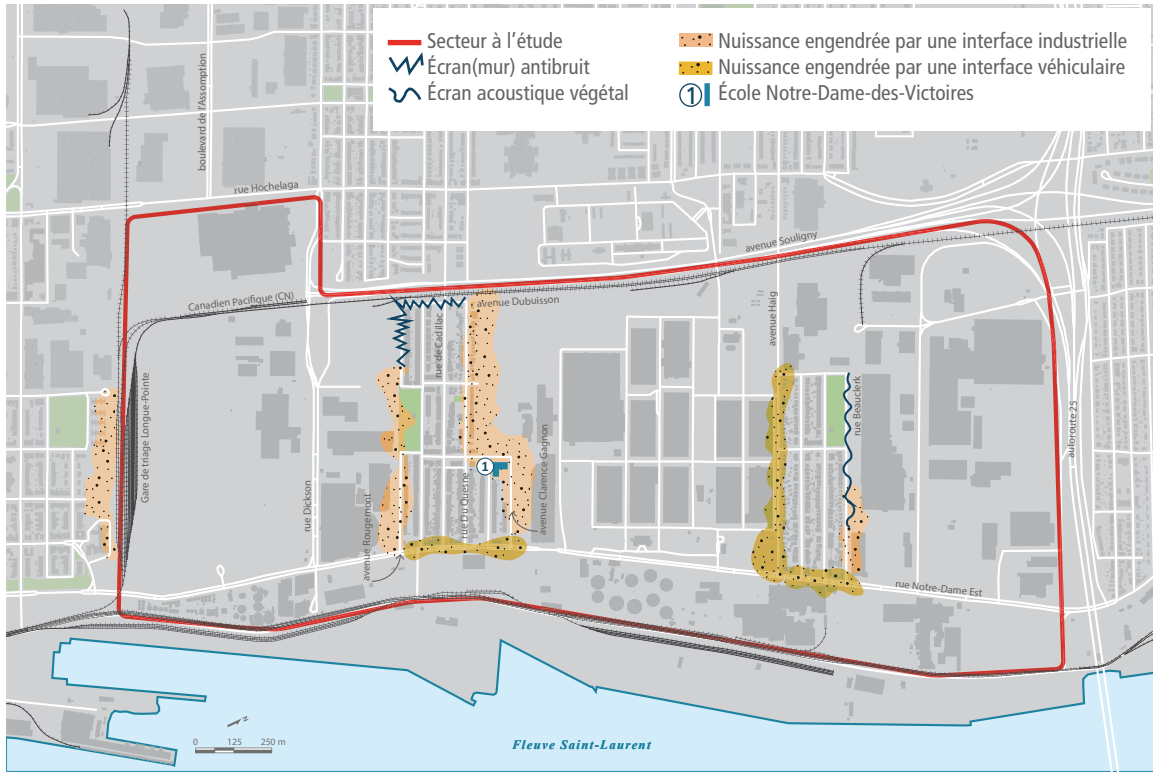 Secteur à l'étude
Écran(mur) antibruit
Écran acoustique végétal
Nuissance engendrée par une interface industrielle
Nuissance engendrée par une interface véhiculaire
1 École Notre-Dame-des-Victoires
boulevard de l'Assomption
rue Hochelaga
avenue Souligny
Canadien Pacifique (CN)
avenue Dubuisson
rue de Cadillac
avenue Haig
Gare de triage Longue-Pointe
rue Beauclerk
autoroute 25
1
rue Dickson
avenue Rougemont
rue Du Quesne
avenue Clarence Gagnon
rue Notre-Dame Est
N
0 125 250 m
Fleuve Saint-Laurent